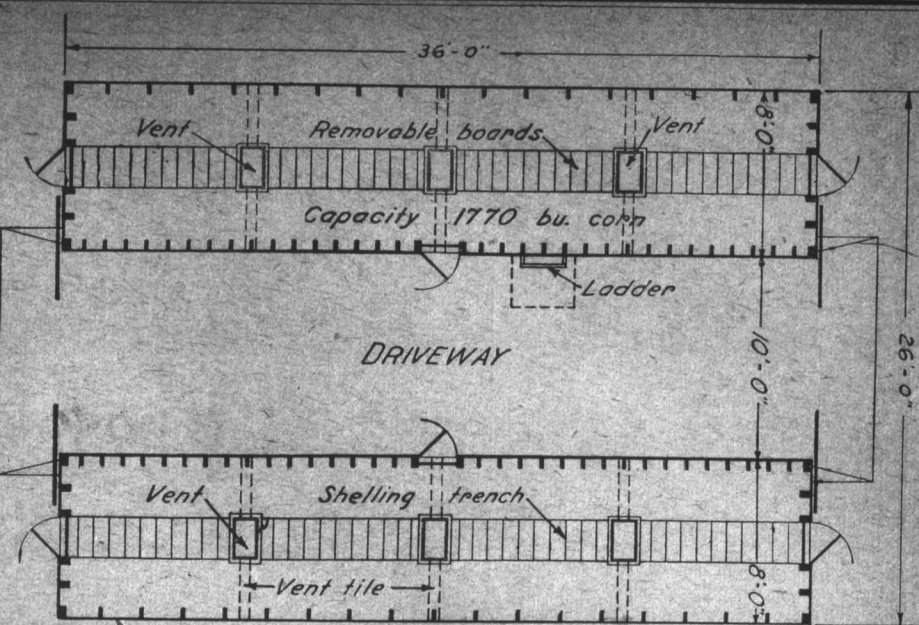 36'-0"
Vent
Removable boards
Vent
8'-0"
Capacity 1770 bu. corn
Ladder
DRIVEWAY
10'-0"
26'-0"
Vent
Shelling trench
Vent tile
8'-0"